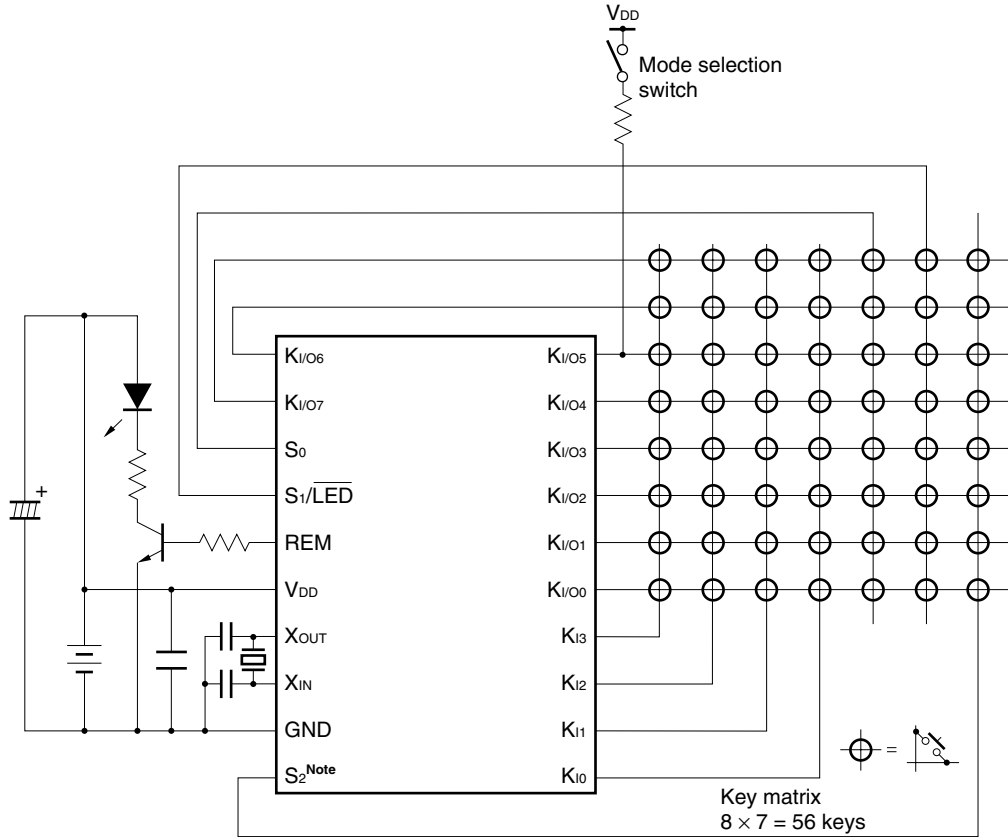 VDD
Mode selection
switch
+
KI/O6
KI/O5
KI/O7
KI/O4
S0
KI/O3
S1/L̅E̅D̅
KI/O2
REM
KI/O1
VDD
KI/O0
XOUT
KI3
XIN
KI2
GND
KI1
S2Note
KI0
=
Key matrix
8 × 7 = 56 keys